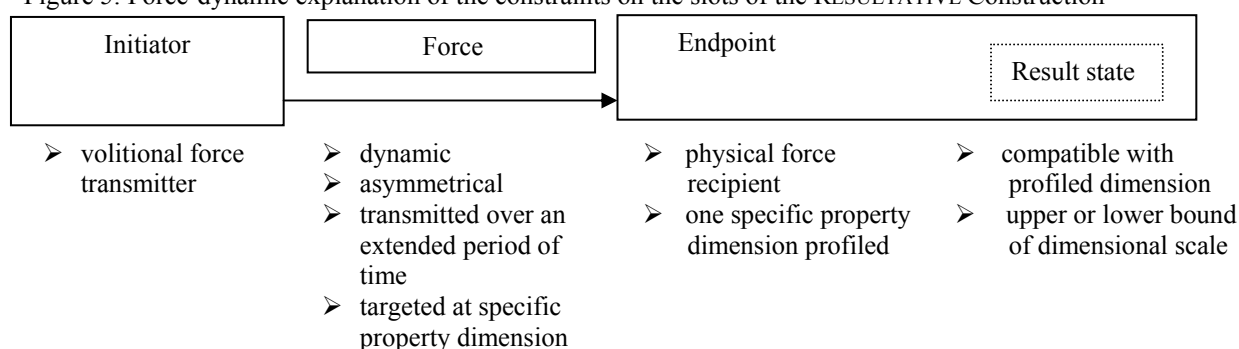 Figure 5. Force-dynamic explanation of the constraints on the slots of the RESULTATIVE Construction
Initiator
Force
Endpoint
Result state
➢ volitional force
transmitter
➢ dynamic
➢ asymmetrical
➢ transmitted over an
extended period of
time
➢ targeted at specific
property dimension
➢ physical force
recipient
➢ one specific property
dimension profiled
➢ compatible with
profiled dimension
➢ upper or lower bound
of dimensional scale